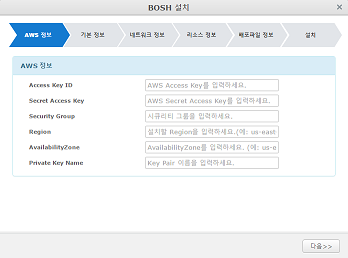 BOSH 설치
AWS 정보
기본 정보
네트워크 정보
리소스 정보
배포파일 정보
설치
AWS 정보
Access Key ID
AWS Access Key를 입력하세요.
Secret Access Key
AWS Secret Access Key를 입력하세요.
Security Group
시큐리티 그룹을 입력하세요.
Region
설치할 Region을 입력하세요.(예: us-east
AvailabilityZone
AvailabilityZone를 입력하세요. (예: us-e
Private Key Name
Key Pair 이름을 입력하세요.
다음>>